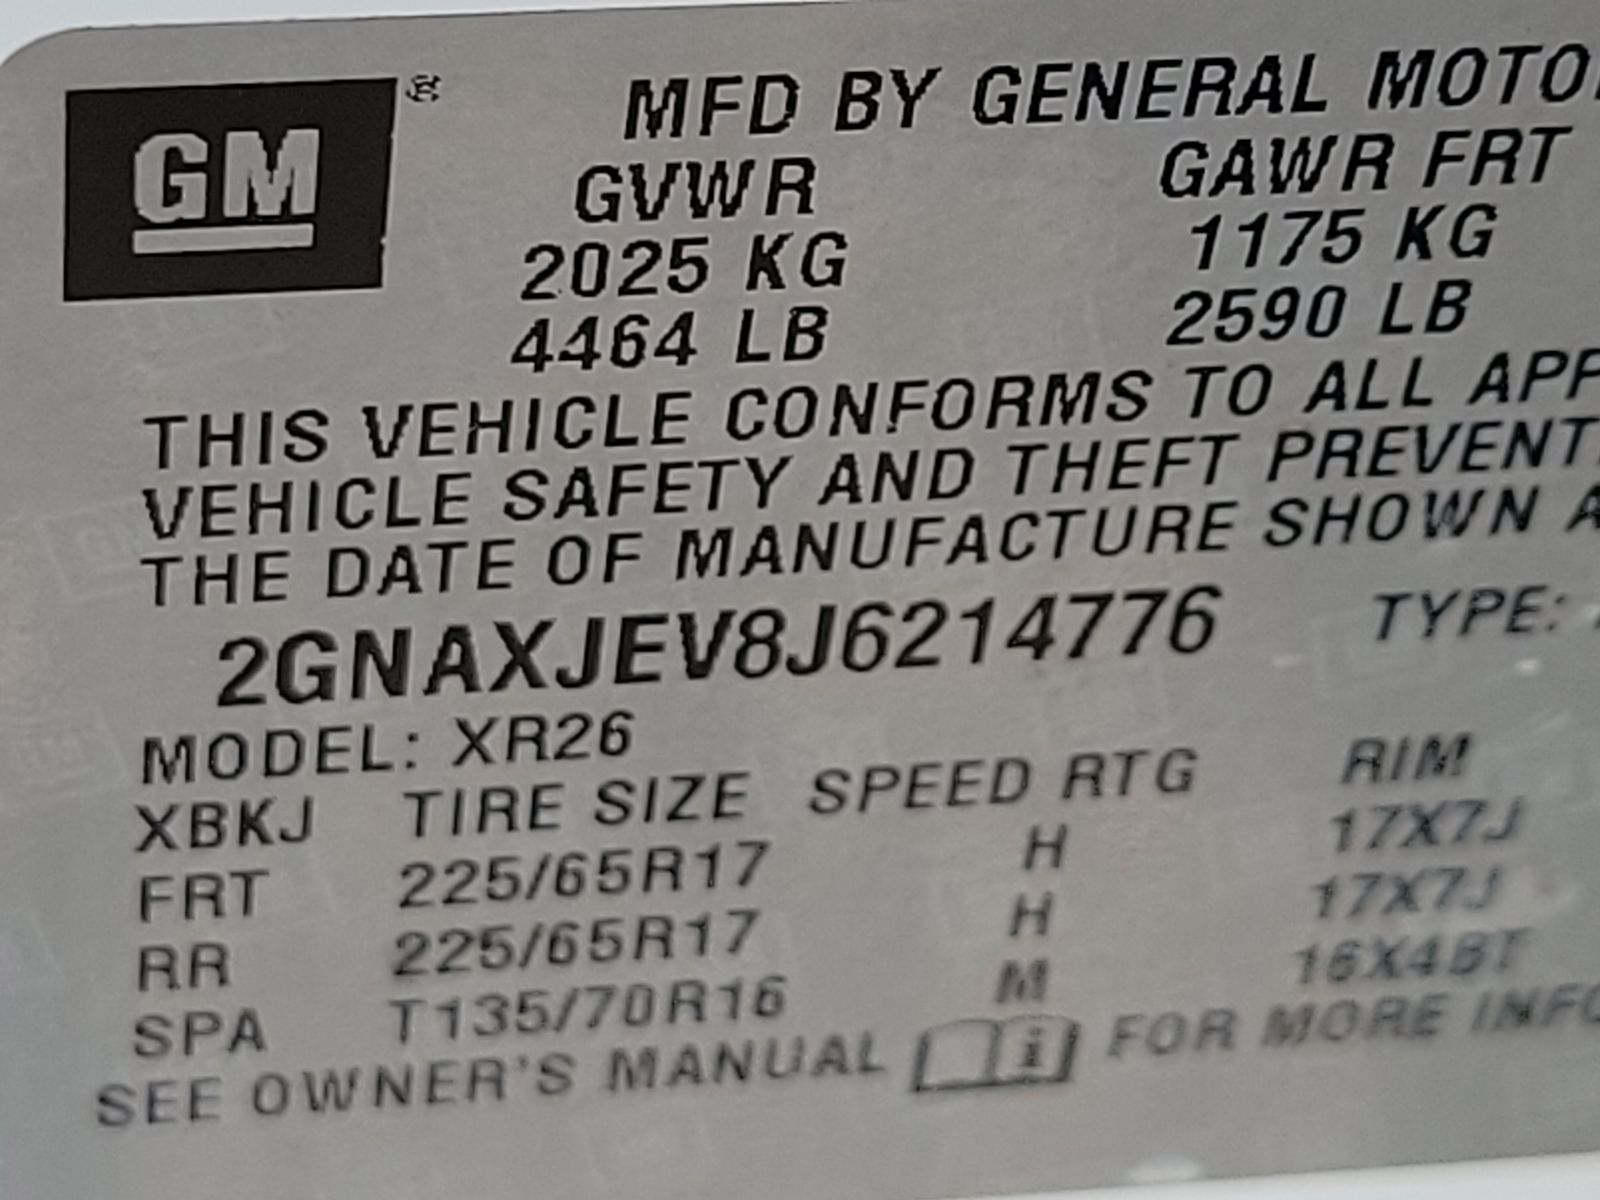 GM ®
MFD BY GENERAL MOTO
GVWR GAWR FRT
2025 KG 1175 KG
4464 LB 2590 LB
THIS VEHICLE CONFORMS TO ALL APP
VEHICLE SAFETY AND THEFT PREVENT
THE DATE OF MANUFACTURE SHOWN A
2GNAXJEV8J6214776 TYPE:
MODEL: XR26
XBKJ TIRE SIZE SPEED RTG RIM
FRT 225/65R17 H 17X7J
RR 225/65R17 H 17X7J
SPA T135/70R16 M 16X4BT
SEE OWNER'S MANUAL FOR MORE INFO